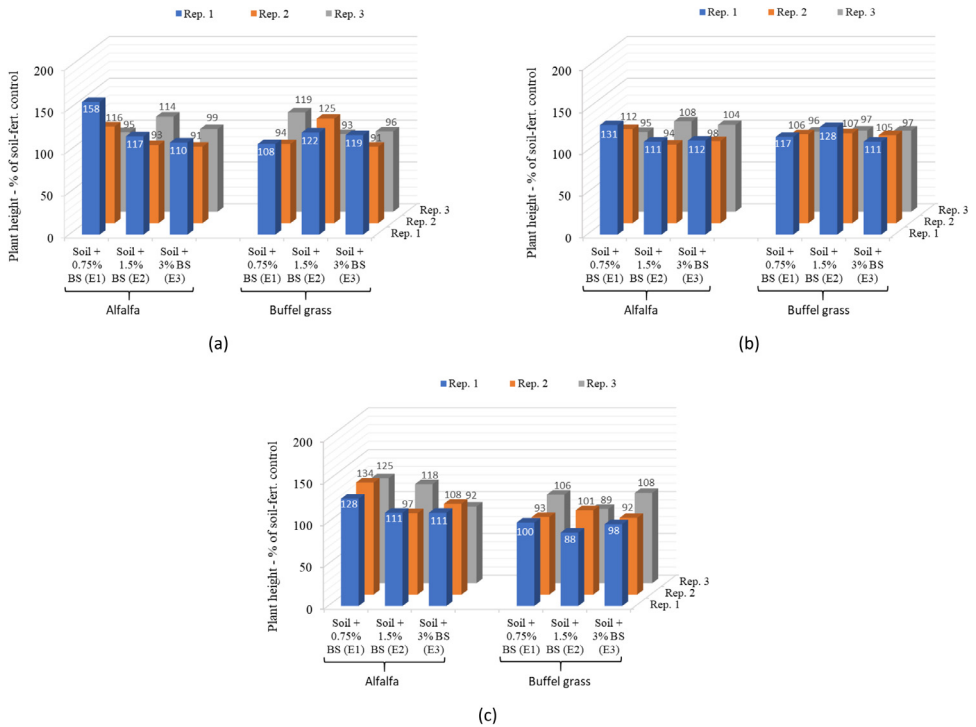 Rep. 1 Rep. 2 Rep. 3
Plant height - % of soil-fert. control
200
150
100
50
0
158 116 95 117 93 114 110 91 99
108 94 119 122 125 93 119 91 96
Rep. 3
Rep. 2
Rep. 1
Soil + Soil + Soil + Soil + Soil + Soil +
0.75% 1.5% 3% BS 0.75% 1.5% 3% BS
BS (E1) BS (E2) (E3) BS (E1) BS (E2) (E3)
Alfalfa Buffel grass
(a)
Rep. 1 Rep. 2 Rep. 3
Plant height - % of soil-fert. control
200
150
100
50
0
131 112 95 111 94 108 112 98 104
117 106 96 128 107 97 111 105 97
Rep. 3
Rep. 2
Rep. 1
Soil + Soil + Soil + Soil + Soil + Soil +
0.75% 1.5% 3% BS 0.75% 1.5% 3% BS
BS (E1) BS (E2) (E3) BS (E1) BS (E2) (E3)
Alfalfa Buffel grass
(b)
Rep. 1 Rep. 2 Rep. 3
Plant height - % of soil-fert. control
200
150
100
50
0
128 134 125 111 97 118 111 108 92
100 93 106 88 101 89 98 92 108
Rep. 3
Rep. 2
Rep. 1
Soil + Soil + Soil + Soil + Soil + Soil +
0.75% 1.5% 3% BS 0.75% 1.5% 3% BS
BS (E1) BS (E2) (E3) BS (E1) BS (E2) (E3)
Alfalfa Buffel grass
(c)